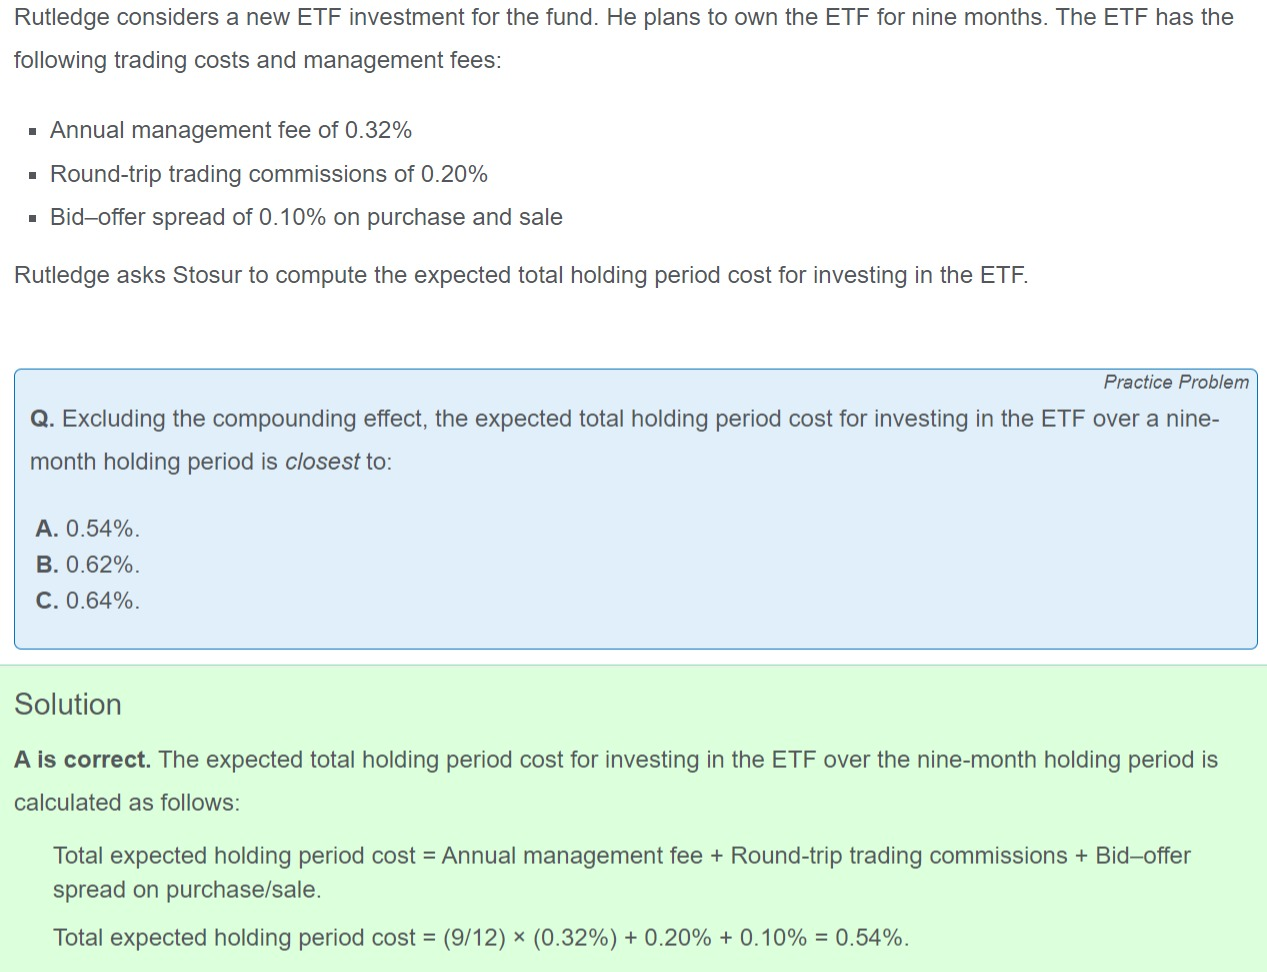 Rutledge considers a new ETF investment for the fund. He plans to own the ETF for nine months. The ETF has the
following trading costs and management fees:
▪ Annual management fee of 0.32%
▪ Round-trip trading commissions of 0.20%
▪ Bid–offer spread of 0.10% on purchase and sale
Rutledge asks Stosur to compute the expected total holding period cost for investing in the ETF.
Practice Problem
Q. Excluding the compounding effect, the expected total holding period cost for investing in the ETF over a nine-
month holding period is closest to:
A. 0.54%.
B. 0.62%.
C. 0.64%.
Solution
A is correct. The expected total holding period cost for investing in the ETF over the nine-month holding period is
calculated as follows:
Total expected holding period cost = Annual management fee + Round-trip trading commissions + Bid–offer
spread on purchase/sale.
Total expected holding period cost = (9/12) × (0.32%) + 0.20% + 0.10% = 0.54%.